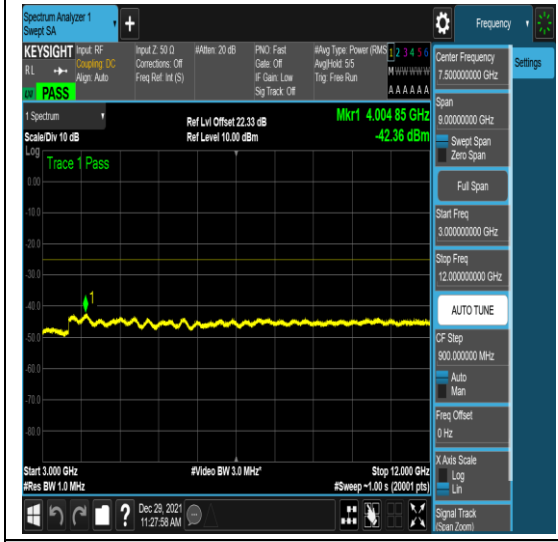 Spectrum Analyzer 1
Swept SA
+
Frequency
KEYSIGHT
RL
PASS
Input: RF
Coupling: DC
Align: Auto
Input Z: 50 Ω
Corrections: Off
Freq Ref: Int (S)
#Atten: 20 dB
PNO: Fast
Gate: Off
IF Gain: Low
Sig Track: Off
#Avg Type: Power (RMS
Avg|Hold: 5/5
Trig: Free Run
1 2 3 4 5 6
M W W W W W
A A A A A A
Center Frequency
7.500000000 GHz
Settings
Span
9.00000000 GHz
Swept Span
Zero Span
Full Span
Start Freq
3.000000000 GHz
Stop Freq
12.000000000 GHz
AUTO TUNE
CF Step
900.000000 MHz
Auto
Man
Freq Offset
0 Hz
X Axis Scale
Log
Lin
Signal Track
(Span Zoom)
1 Spectrum
Scale/Div 10 dB
Ref Lvl Offset 22.33 dB
Ref Level 10.00 dBm
Mkr1 4.004 85 GHz
-42.36 dBm
Log
Trace 1 Pass
0.00
-10.0
-20.0
-30.0
-40.0
1
-50.0
-60.0
-70.0
-80.0
Start 3.000 GHz
#Res BW 1.0 MHz
#Video BW 3.0 MHz*
Stop 12.000 GHz
#Sweep ~1.00 s (20001 pts)
?
Dec 29, 2021
11:27:58 AM